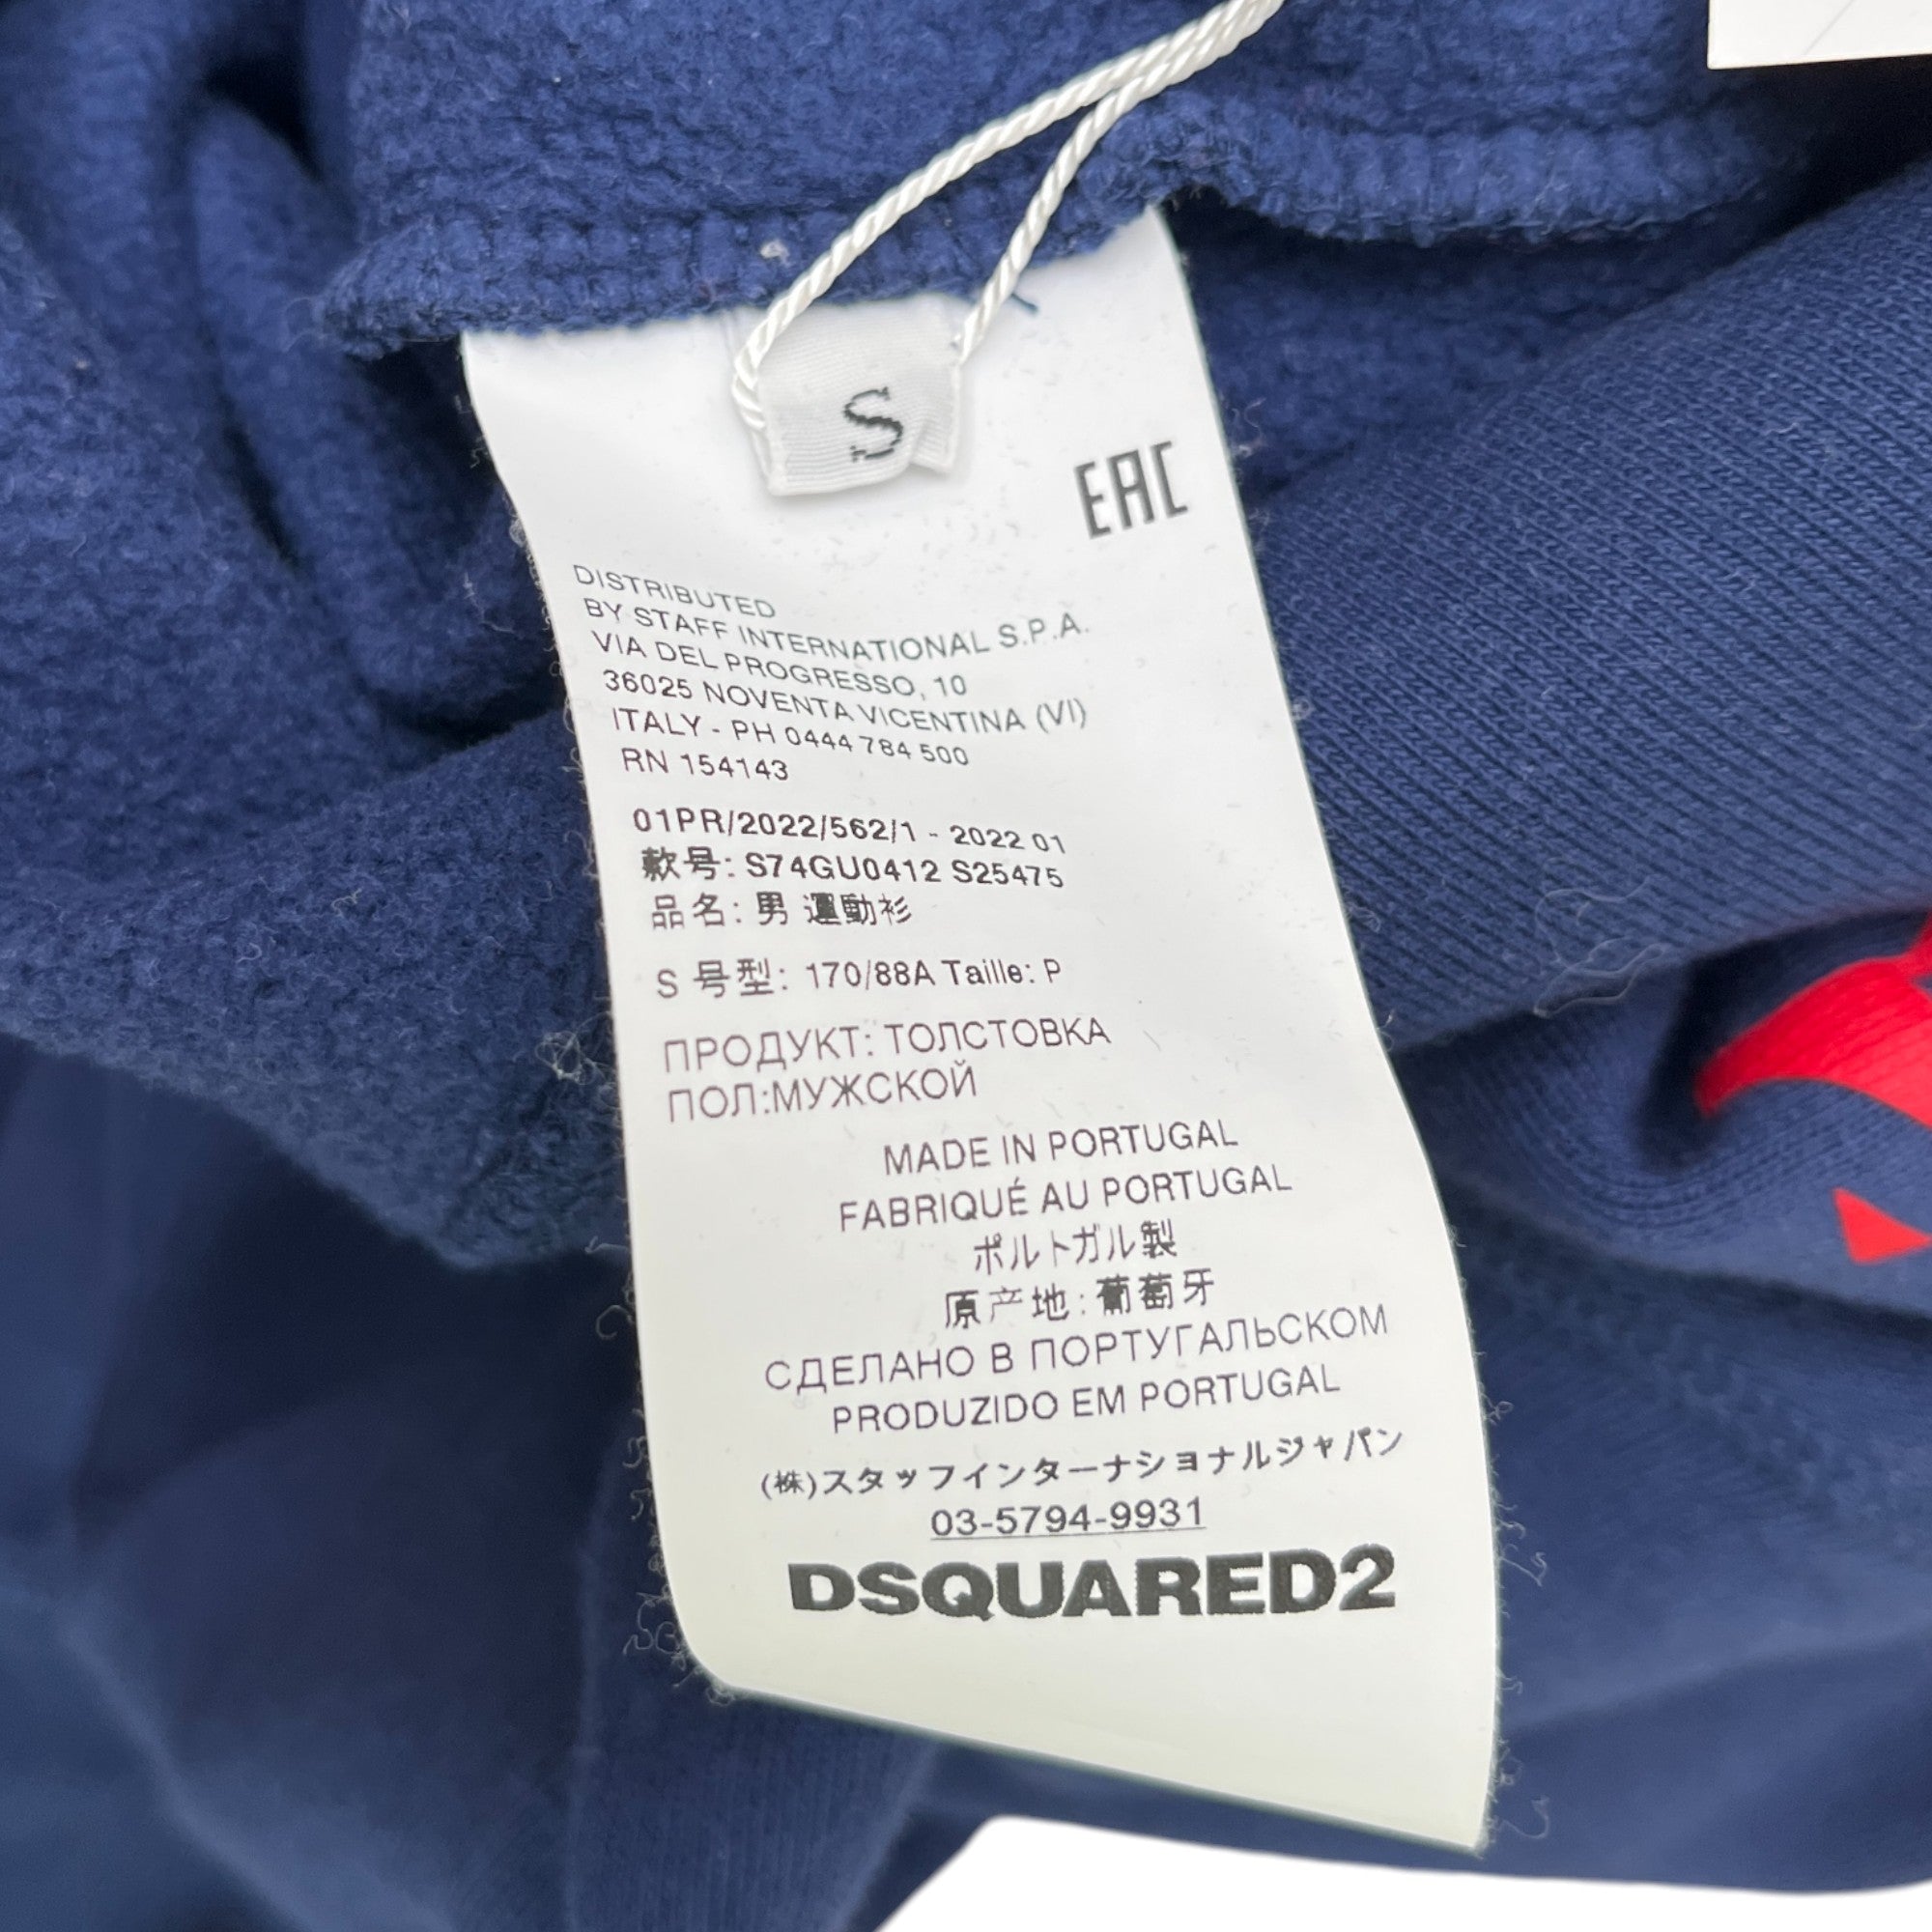 S
EAC
DISTRIBUTED
BY STAFF INTERNATIONAL S.P.A.
VIA DEL PROGRESSO, 10
36025 NOVENTA VICENTINA (VI)
ITALY - PH 0444 784 500
RN 154143
01PR/2022/562/1 - 2022 01
款号: S74GU0412 S25475
品名: 男 運動衫
S 号型: 170/88A Taille: P
ПРОДУКТ: ТОЛСТОВКА
ПОЛ:МУЖСКОЙ
MADE IN PORTUGAL
FABRIQUÉ AU PORTUGAL
ポルトガル製
原产地: 葡萄牙
СДЕЛАНО В ПОРТУГАЛЬСКОМ
PRODUZIDO EM PORTUGAL
(株)スタッフインターナショナルジャパン
03-5794-9931
DSQUARED2